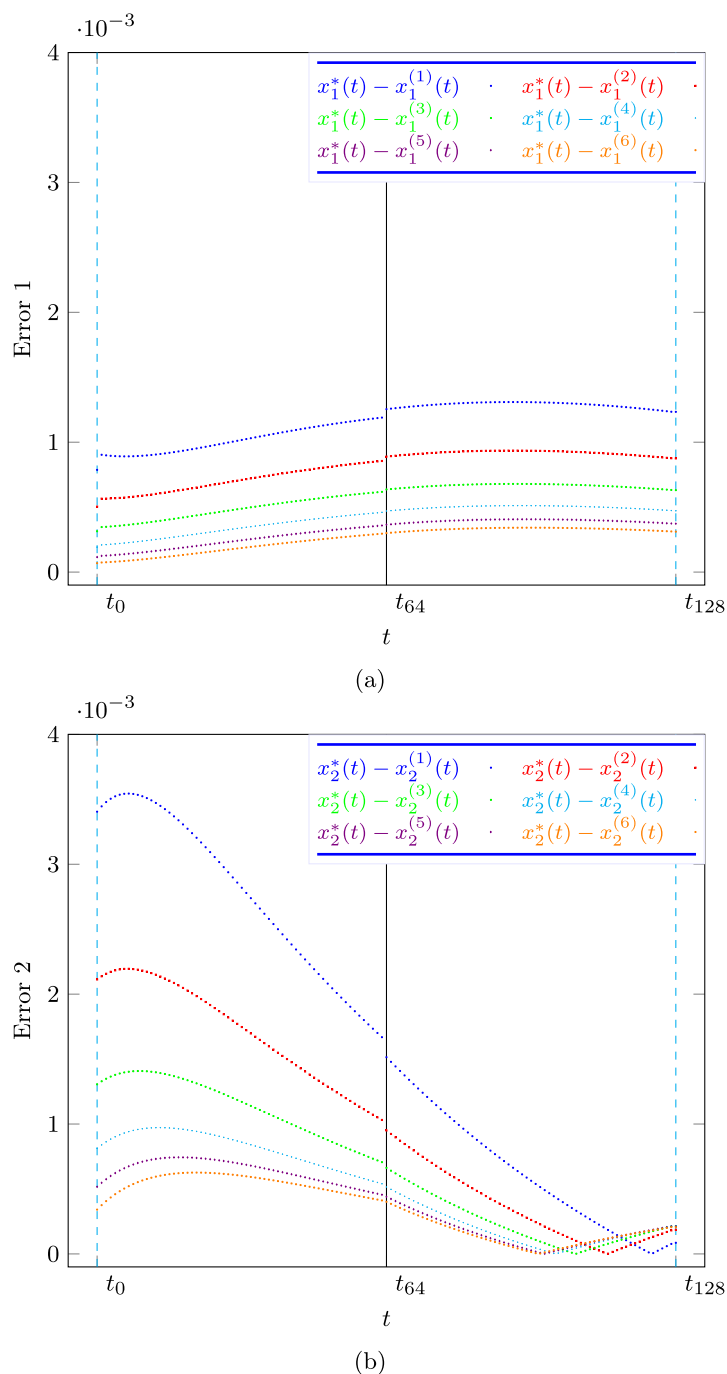 ·10⁻³
4
x₁*(t) − x₁⁽¹⁾(t) x₁*(t) − x₁⁽²⁾(t)
x₁*(t) − x₁⁽³⁾(t) x₁*(t) − x₁⁽⁴⁾(t)
x₁*(t) − x₁⁽⁵⁾(t) x₁*(t) − x₁⁽⁶⁾(t)
3
Error 1
2
1
0
t₀ t₆₄ t₁₂₈
t
(a)
·10⁻³
4
x₂*(t) − x₂⁽¹⁾(t) x₂*(t) − x₂⁽²⁾(t)
x₂*(t) − x₂⁽³⁾(t) x₂*(t) − x₂⁽⁴⁾(t)
x₂*(t) − x₂⁽⁵⁾(t) x₂*(t) − x₂⁽⁶⁾(t)
3
Error 2
2
1
0
t₀ t₆₄ t₁₂₈
t
(b)